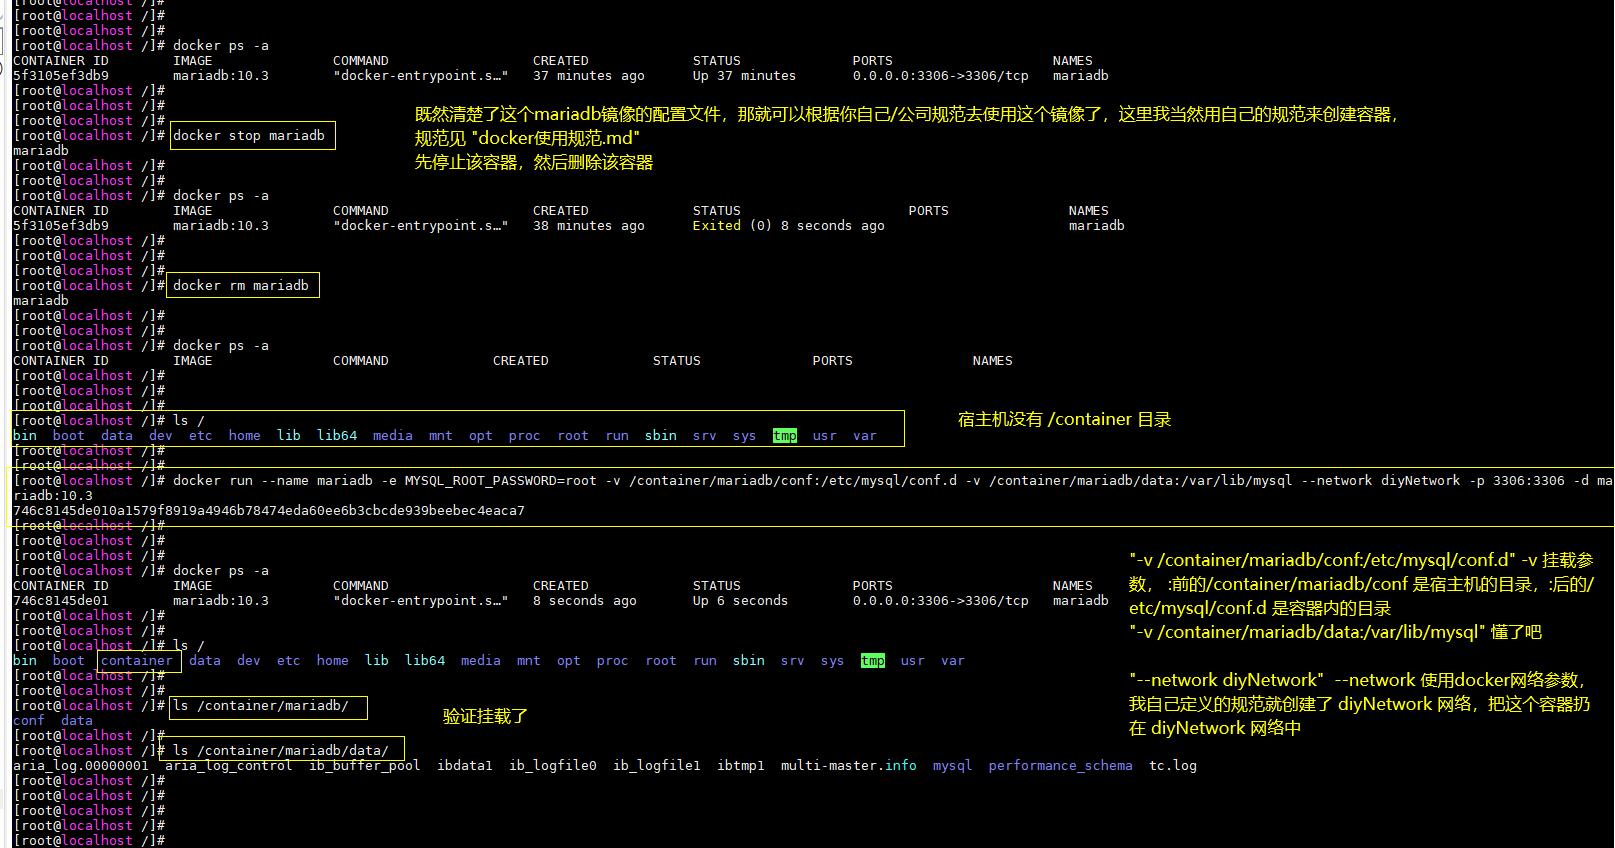 [root@localhost /]#
[root@localhost /]#
[root@localhost /]#
[root@localhost /]# docker ps -a
CONTAINER ID        IMAGE               COMMAND                  CREATED             STATUS              PORTS                    NAMES
5f3105ef3db9        mariadb:10.3        "docker-entrypoint.s…"   37 minutes ago      Up 37 minutes       0.0.0.0:3306->3306/tcp   mariadb
[root@localhost /]#
[root@localhost /]#
既然清楚了这个mariadb镜像的配置文件，那就可以根据你自己/公司规范去使用这个镜像了，这里我当然用自己的规范来创建容器，
[root@localhost /]#
[root@localhost /]# docker stop mariadb
规范见 "docker使用规范.md"
mariadb
先停止该容器，然后删除该容器
[root@localhost /]#
[root@localhost /]#
[root@localhost /]# docker ps -a
CONTAINER ID        IMAGE               COMMAND                  CREATED             STATUS                     PORTS               NAMES
5f3105ef3db9        mariadb:10.3        "docker-entrypoint.s…"   38 minutes ago      Exited (0) 8 seconds ago                       mariadb
[root@localhost /]#
[root@localhost /]#
[root@localhost /]#
[root@localhost /]# docker rm mariadb
mariadb
[root@localhost /]#
[root@localhost /]#
[root@localhost /]# docker ps -a
CONTAINER ID        IMAGE               COMMAND             CREATED             STATUS              PORTS               NAMES
[root@localhost /]#
[root@localhost /]#
[root@localhost /]#
[root@localhost /]# ls /
宿主机没有 /container 目录
bin  boot  data  dev  etc  home  lib  lib64  media  mnt  opt  proc  root  run  sbin  srv  sys  tmp  usr  var
[root@localhost /]#
[root@localhost /]#
[root@localhost /]# docker run --name mariadb -e MYSQL_ROOT_PASSWORD=root -v /container/mariadb/conf:/etc/mysql/conf.d -v /container/mariadb/data:/var/lib/mysql --network diyNetwork -p 3306:3306 -d ma
riadb:10.3
746c8145de010a1579f8919a4946b78474eda60ee6b3cbcde939beebec4eaca7
[root@localhost /]#
[root@localhost /]#
[root@localhost /]#
[root@localhost /]# docker ps -a
CONTAINER ID        IMAGE               COMMAND                  CREATED             STATUS              PORTS                    NAMES
746c8145de01        mariadb:10.3        "docker-entrypoint.s…"   8 seconds ago       Up 6 seconds        0.0.0.0:3306->3306/tcp   mariadb
"-v /container/mariadb/conf:/etc/mysql/conf.d" -v 挂载参
数， :前的/container/mariadb/conf 是宿主机的目录，:后的/
etc/mysql/conf.d 是容器内的目录
"-v /container/mariadb/data:/var/lib/mysql" 懂了吧
[root@localhost /]#
[root@localhost /]#
[root@localhost /]# ls /
bin  boot  container  data  dev  etc  home  lib  lib64  media  mnt  opt  proc  root  run  sbin  srv  sys  tmp  usr  var
"--network diyNetwork"  --network 使用docker网络参数，
我自己定义的规范就创建了 diyNetwork 网络，把这个容器扔
在 diyNetwork 网络中
[root@localhost /]#
[root@localhost /]#
[root@localhost /]# ls /container/mariadb/
验证挂载了
conf  data
[root@localhost /]#
[root@localhost /]# ls /container/mariadb/data/
aria_log.00000001  aria_log_control  ib_buffer_pool  ibdata1  ib_logfile0  ib_logfile1  ibtmp1  multi-master.info  mysql  performance_schema  tc.log
[root@localhost /]#
[root@localhost /]#
[root@localhost /]#
[root@localhost /]#
[root@localhost /]#